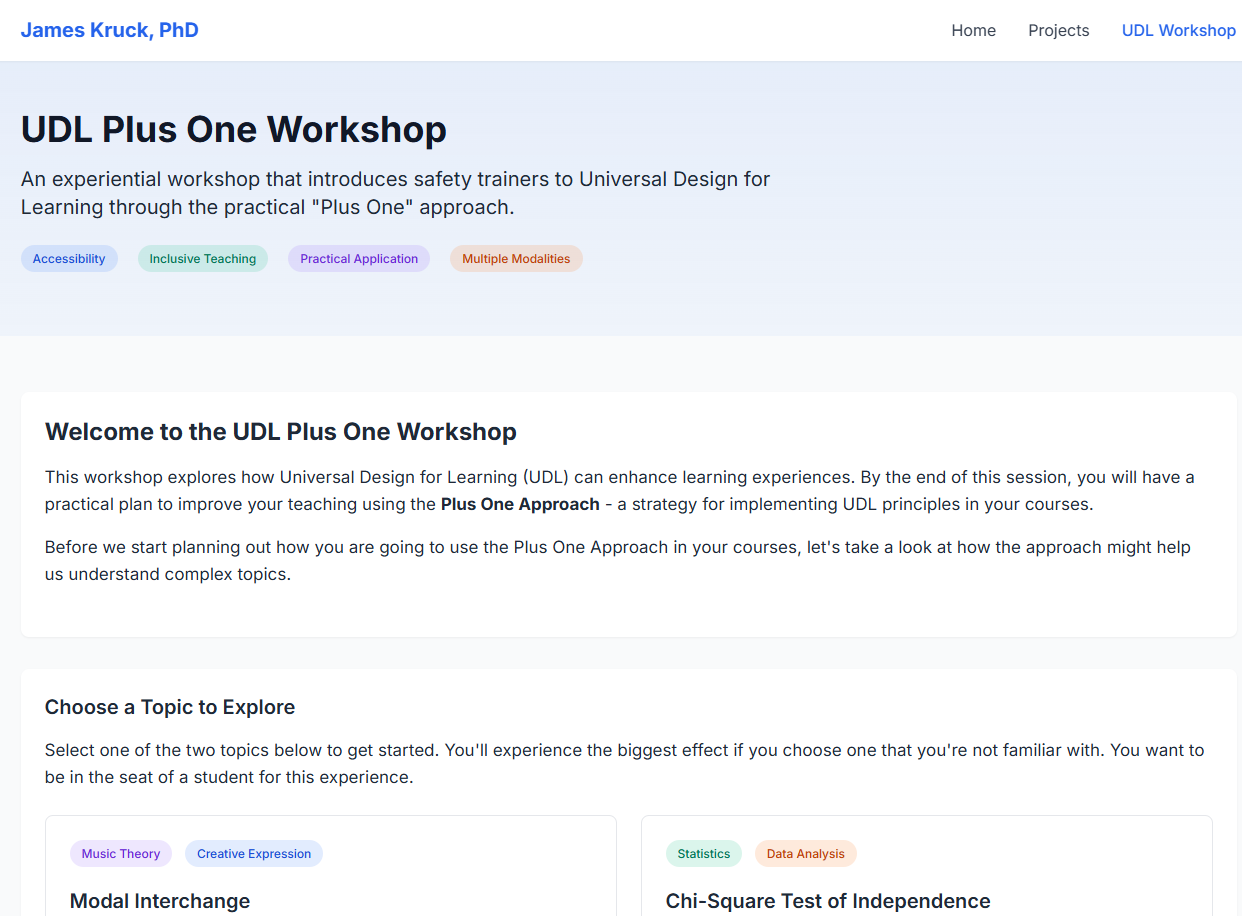 James Kruck, PhD
Home
Projects
UDL Workshop
UDL Plus One Workshop
An experiential workshop that introduces safety trainers to Universal Design for
Learning through the practical "Plus One" approach.
Accessibility
Inclusive Teaching
Practical Application
Multiple Modalities
Welcome to the UDL Plus One Workshop
This workshop explores how Universal Design for Learning (UDL) can enhance learning experiences. By the end of this session, you will have a
practical plan to improve your teaching using the Plus One Approach - a strategy for implementing UDL principles in your courses.
Before we start planning out how you are going to use the Plus One Approach in your courses, let's take a look at how the approach might help
us understand complex topics.
Choose a Topic to Explore
Select one of the two topics below to get started. You'll experience the biggest effect if you choose one that you're not familiar with. You want to
be in the seat of a student for this experience.
Music Theory
Creative Expression
Modal Interchange
Statistics
Data Analysis
Chi-Square Test of Independence